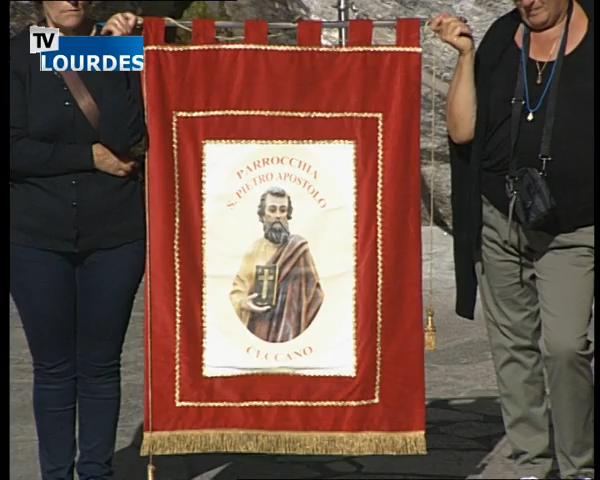 TV
LOURDES
PARROCCHIA
S. PIETRO APOSTOLO
CUCCANO